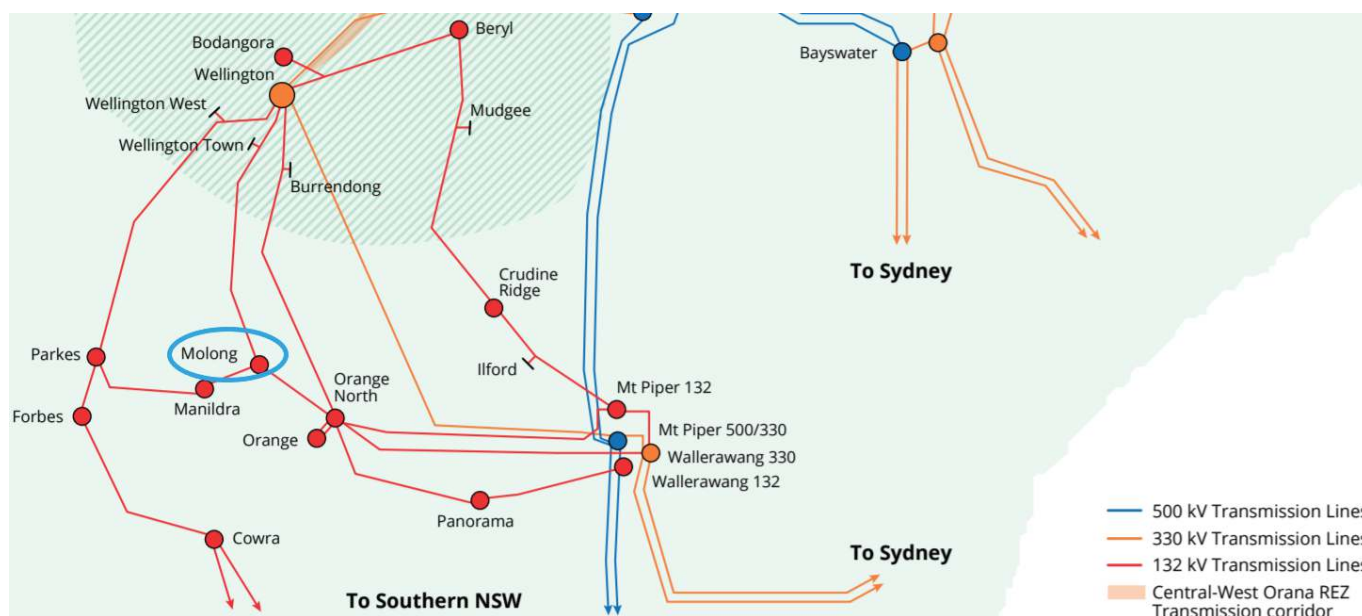 Beryl
Bodangora
Bayswater
Wellington
Wellington West
Mudgee
Wellington Town
Burrendong
To Sydney
Crudine
Ridge
Parkes
Molong
Ilford
Orange
North
Mt Piper 132
Manildra
Forbes
Orange
Mt Piper 500/330
Wallerawang 330
Wallerawang 132
Panorama
500 kV Transmission Lines
Cowra
330 kV Transmission Lines
To Sydney
132 kV Transmission Lines
To Southern NSW
Central-West Orana REZ
Transmission corridor